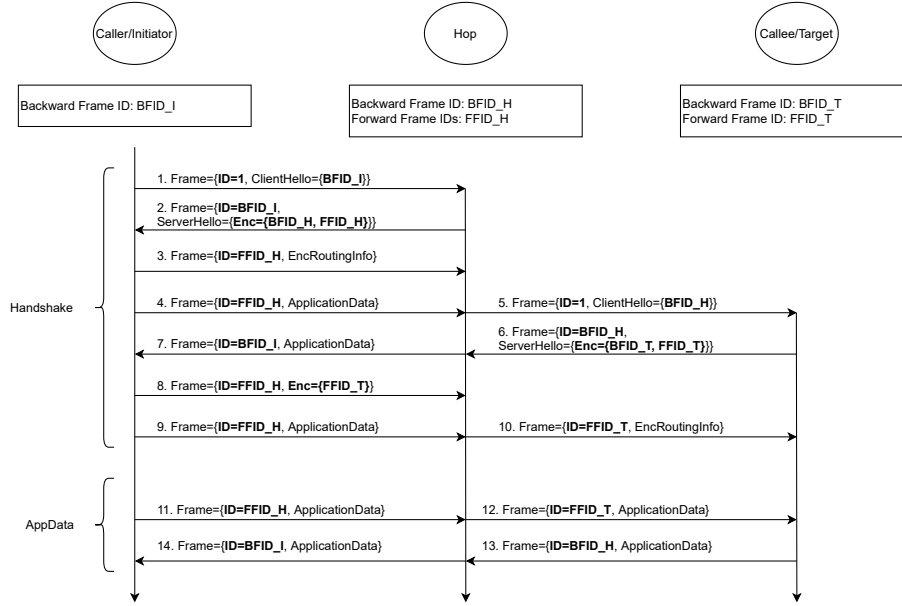 Caller/Initiator
Hop
Callee/Target
Backward Frame ID: BFID_I
Backward Frame ID: BFID_H
Forward Frame IDs: FFID_H
Backward Frame ID: BFID_T
Forward Frame ID: FFID_T
Handshake
1. Frame={ID=1, ClientHello={BFID_I}}
2. Frame={ID=BFID_I,
ServerHello={Enc={BFID_H, FFID_H}}}
3. Frame={ID=FFID_H, EncRoutingInfo}
4. Frame={ID=FFID_H, ApplicationData}
5. Frame={ID=1, ClientHello={BFID_H}}
6. Frame={ID=BFID_H,
ServerHello={Enc={BFID_T, FFID_T}}}
7. Frame={ID=BFID_I, ApplicationData}
8. Frame={ID=FFID_H, Enc={FFID_T}}
9. Frame={ID=FFID_H, ApplicationData}
10. Frame={ID=FFID_T, EncRoutingInfo}
AppData
11. Frame={ID=FFID_H, ApplicationData}
12. Frame={ID=FFID_T, ApplicationData}
13. Frame={ID=BFID_H, ApplicationData}
14. Frame={ID=BFID_I, ApplicationData}